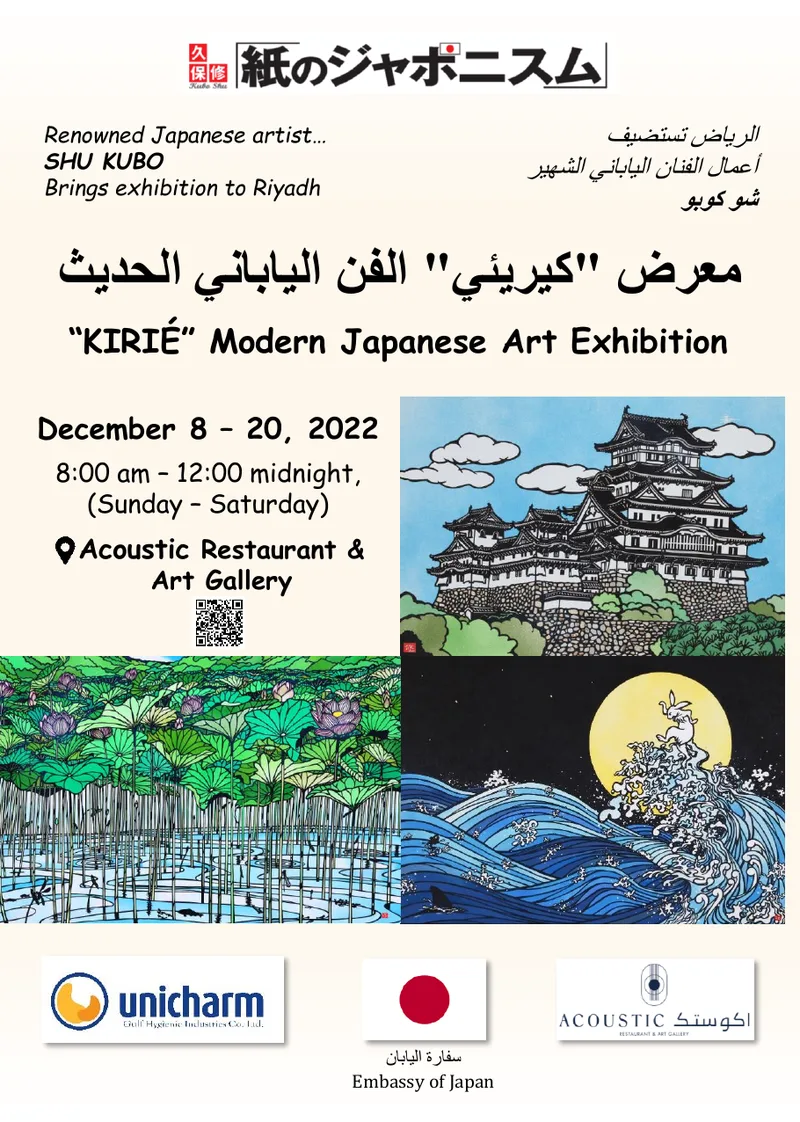 久保修
Kubo Shu
紙のジャポニスム
Renowned Japanese artist…
SHU KUBO
Brings exhibition to Riyadh
الرياض تستضيف
أعمال الفنان الياباني الشهير
شو كوبو
معرض "كيريئي" الفن الياباني الحديث
“KIRIÉ” Modern Japanese Art Exhibition
December 8 – 20, 2022
8:00 am – 12:00 midnight,
(Sunday – Saturday)
Acoustic Restaurant &
Art Gallery
unicharm
Gulf Hygienic Industries Co. Ltd.
سفارة اليابان
Embassy of Japan
ACOUSTIC اكوستك
RESTAURANT & ART GALLERY